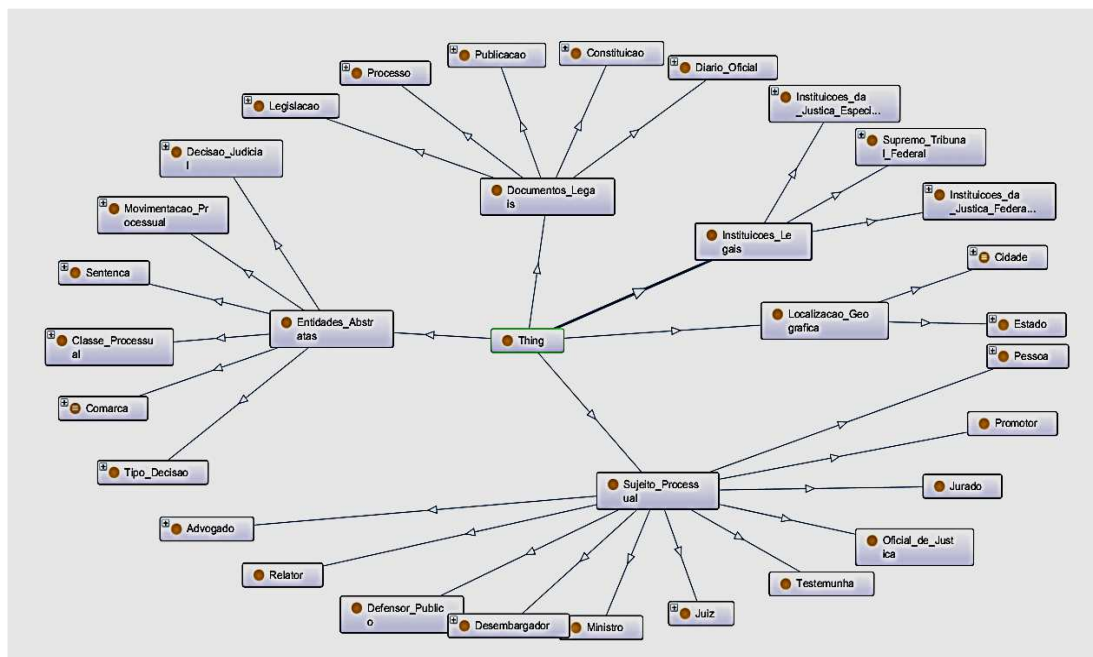 Publicacao
Constituicao
Processo
Diario_Oficial
Legislacao
Instituicoes_da
_Justica_Especi...
Supremo_Tribuna
l_Federal
Decisao_Judicia
l
Documentos_Lega
is
Instituicoes_da
_Justica_Federa...
Movimentacao_Pr
ocessual
Instituicoes_Le
gais
Cidade
Sentenca
Entidades_Abstr
atas
Localizacao_Geo
grafica
Estado
Classe_Processu
al
Thing
Pessoa
Comarca
Promotor
Tipo_Decisao
Sujeito_Process
ual
Jurado
Advogado
Oficial_de_Just
ica
Relator
Testemunha
Defensor_Public
o
Desembargador
Ministro
Juiz